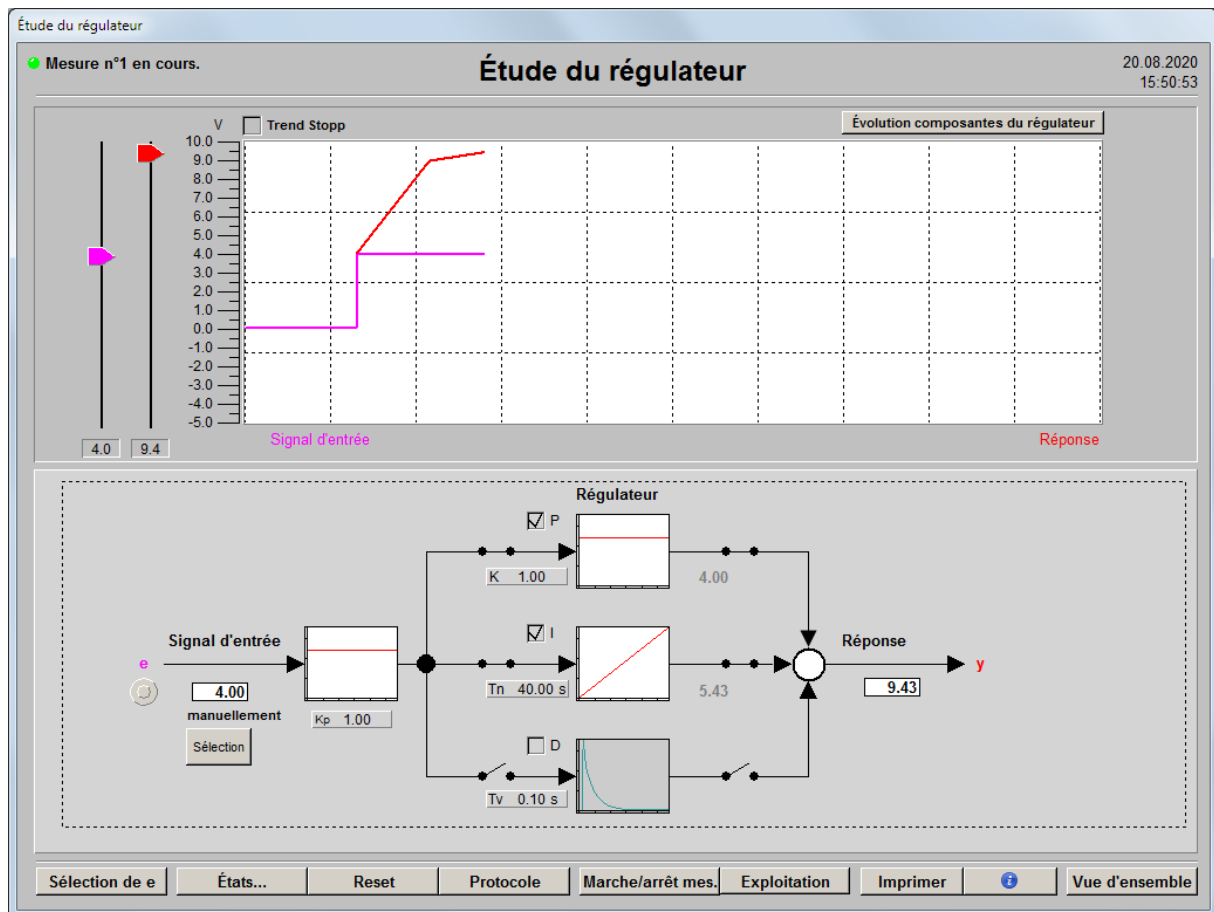 Étude du régulateur
Mesure n°1 en cours.
Étude du régulateur
20.08.2020
15:50:53
V
Trend Stopp
Évolution composantes du régulateur
10.0
9.0
8.0
7.0
6.0
5.0
4.0
3.0
2.0
1.0
0.0
-1.0
-2.0
-3.0
-4.0
-5.0
4.0 9.4
Signal d'entrée
Réponse
Régulateur
P
K 1.00
4.00
Signal d'entrée
e
4.00
manuellement
Sélection
Kp 1.00
I
Tn 40.00 s
5.43
Réponse
y
9.43
D
Tv 0.10 s
Sélection de e
États...
Reset
Protocole
Marche/arrêt mes.
Exploitation
Imprimer
i
Vue d'ensemble